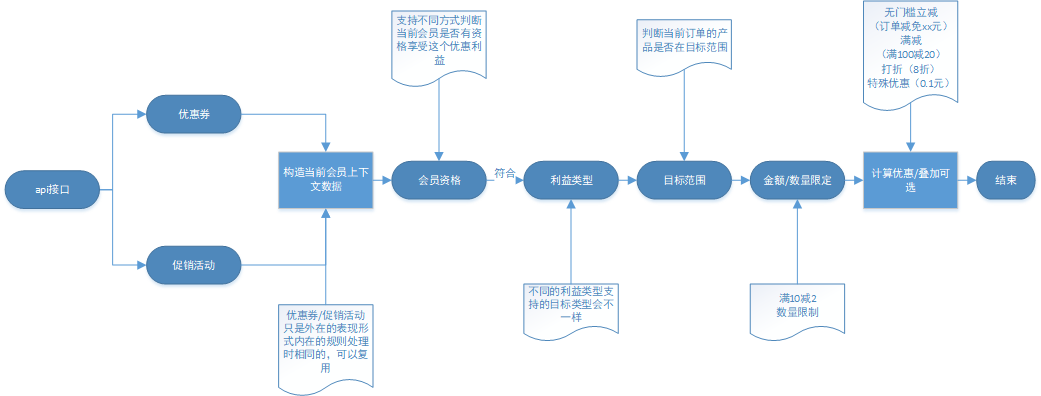 支持不同方式判断
当前会员是否有资
格享受这个优惠利
益
判断当前订单的产
品是否在目标范围
无门槛立减
（订单减免xx元）
满减
（满100减20）
打折（8折）
特殊优惠（0.1元）
优惠券
api接口
构造当前会员上下
文数据
会员资格
符合
利益类型
目标范围
金额/数量限定
计算优惠/叠加可
选
结束
促销活动
优惠券/促销活动
只是外在的表现形
式内在的规则处理
时相同的，可以复
用
不同的利益类型支
持的目标类型会不
一样
满10减2
数量限制